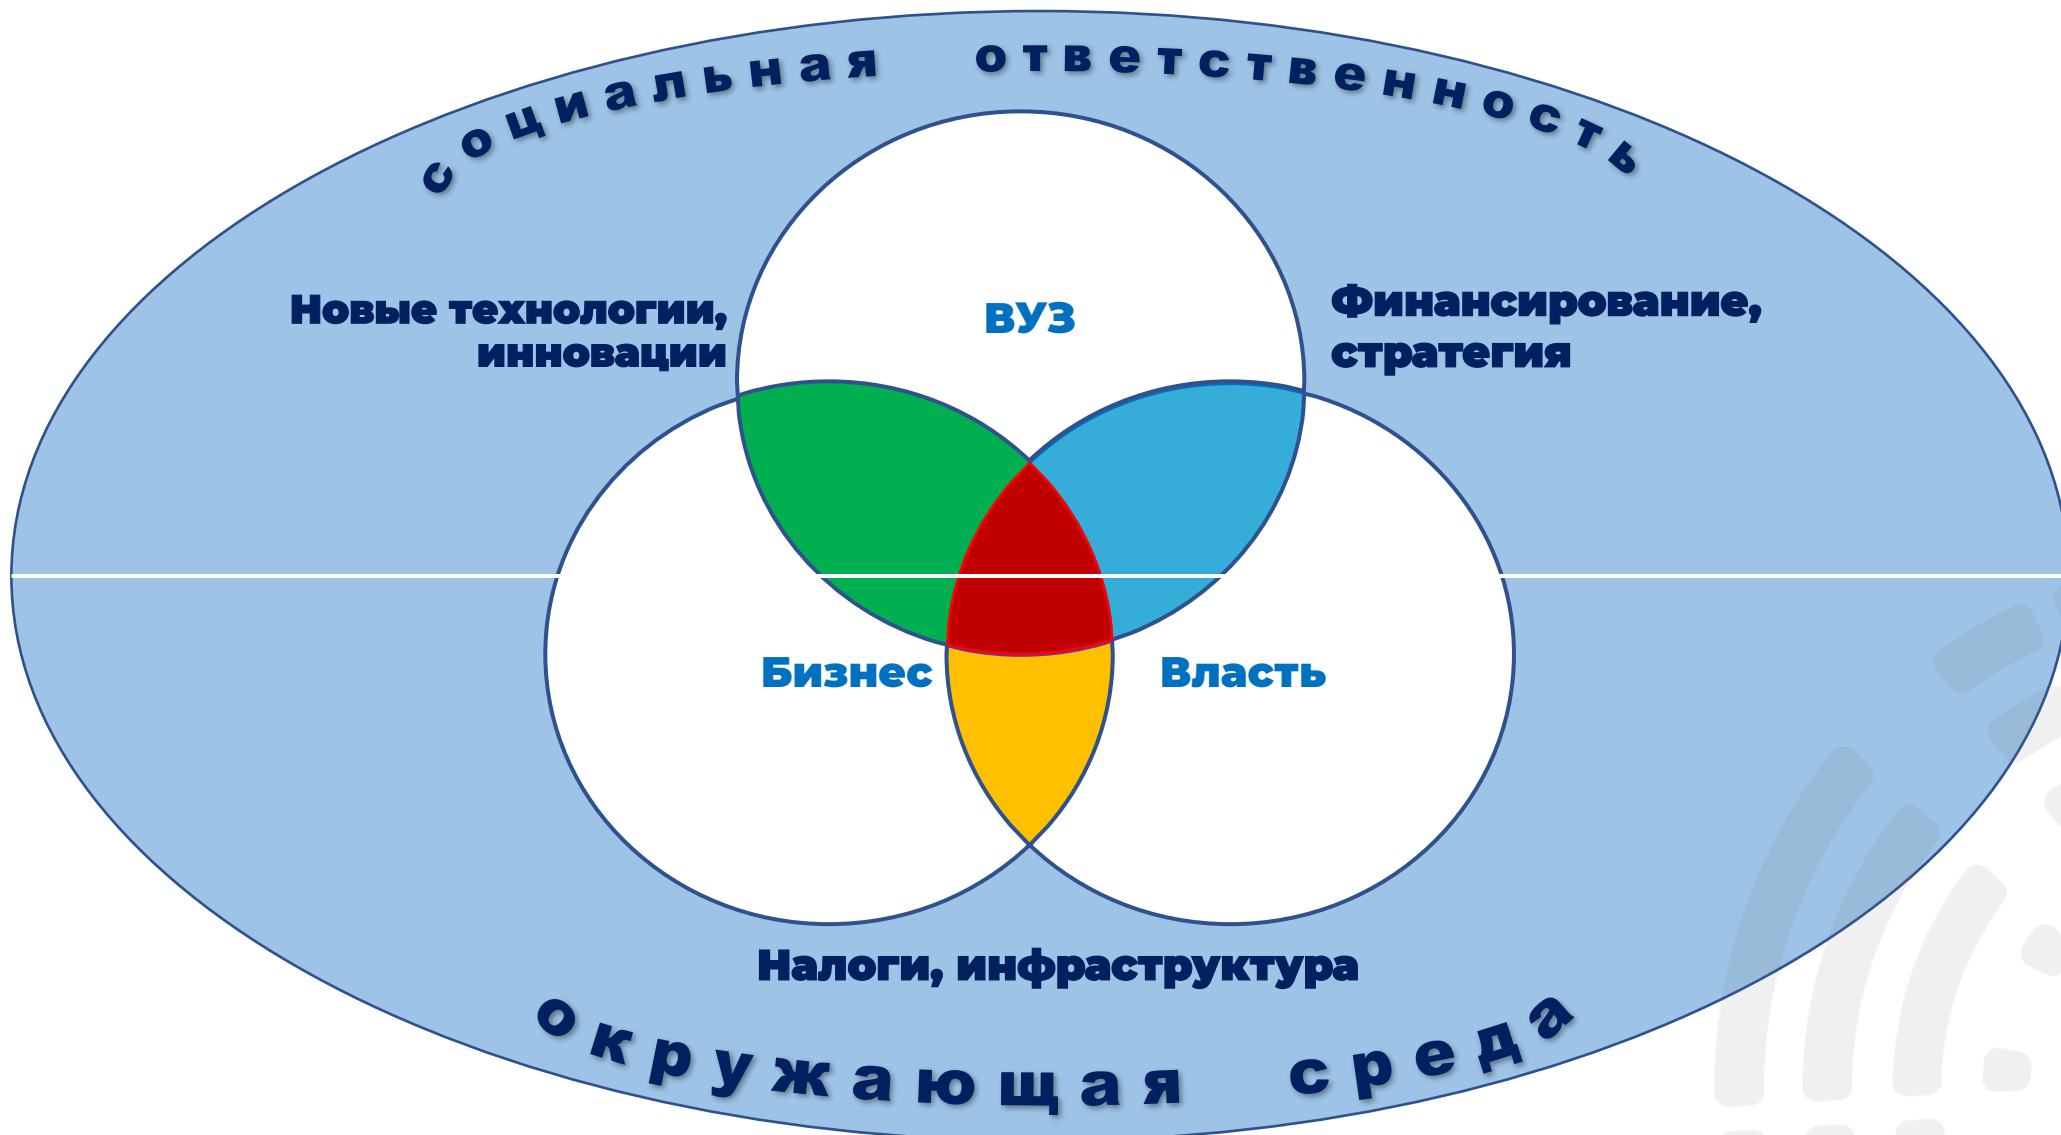 социальная ответственность
Новые технологии,
инновации
ВУЗ
Финансирование,
стратегия
Бизнес
Власть
Налоги, инфраструктура
окружающая среда